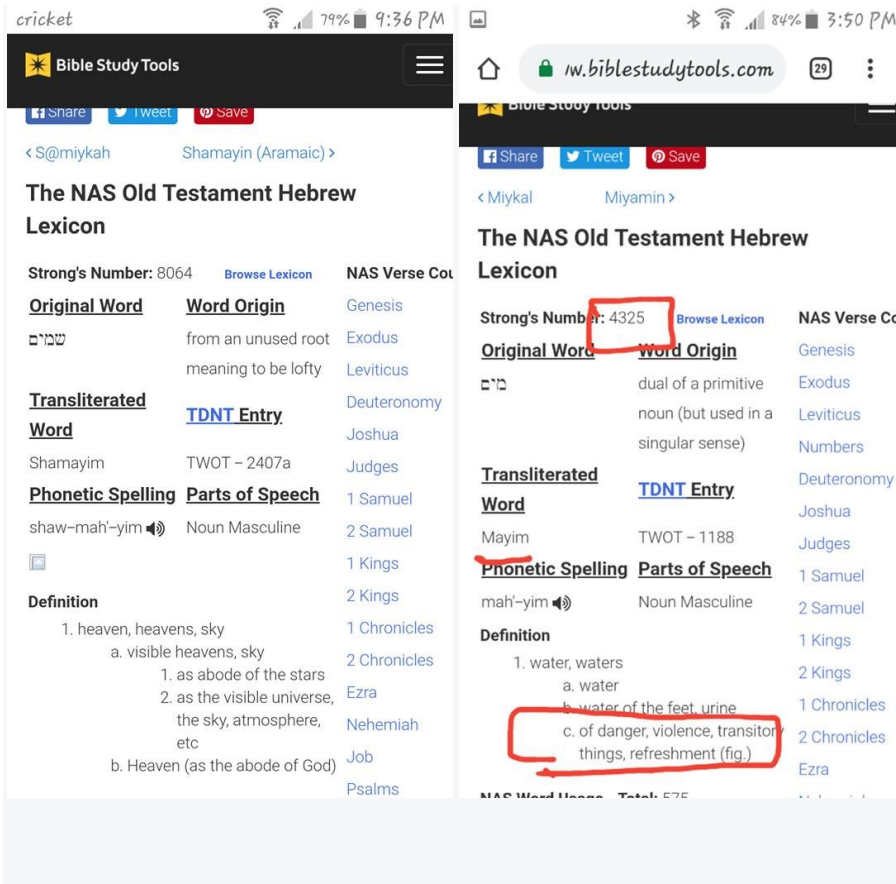 cricket 79% 9:36 PM
Bible Study Tools
Share Tweet Save
< S@miykah Shamayin (Aramaic) >
The NAS Old Testament Hebrew
Lexicon
Strong's Number: 8064 Browse Lexicon NAS Verse Cou
Original Word Word Origin Genesis
שמים from an unused root Exodus
meaning to be lofty Leviticus
Transliterated Deuteronomy
Word TDNT Entry Joshua
Shamayim TWOT - 2407a Judges
Phonetic Spelling Parts of Speech 1 Samuel
shaw-mah'-yim Noun Masculine 2 Samuel
1 Kings
Definition 2 Kings
1. heaven, heavens, sky 1 Chronicles
a. visible heavens, sky 2 Chronicles
1. as abode of the stars
2. as the visible universe, Ezra
the sky, atmosphere, Nehemiah
etc
b. Heaven (as the abode of God) Job
Psalms
84% 3:50 PM
w.biblestudytools.com 29
Bible Study Tools
Share Tweet Save
< Miykal Miyamin >
The NAS Old Testament Hebrew
Lexicon
Strong's Number: 4325 Browse Lexicon NAS Verse Co
Original Word Word Origin Genesis
מים dual of a primitive Exodus
noun (but used in a Leviticus
singular sense) Numbers
Transliterated Deuteronomy
Word TDNT Entry Joshua
Mayim TWOT - 1188 Judges
Phonetic Spelling Parts of Speech 1 Samuel
mah'-yim Noun Masculine 2 Samuel
Definition 1 Kings
1. water, waters 2 Kings
a. water
b. water of the feet, urine 1 Chronicles
c. of danger, violence, transitory 2 Chronicles
things, refreshment (fig.) Ezra
NAS Word Usage - Total: 575